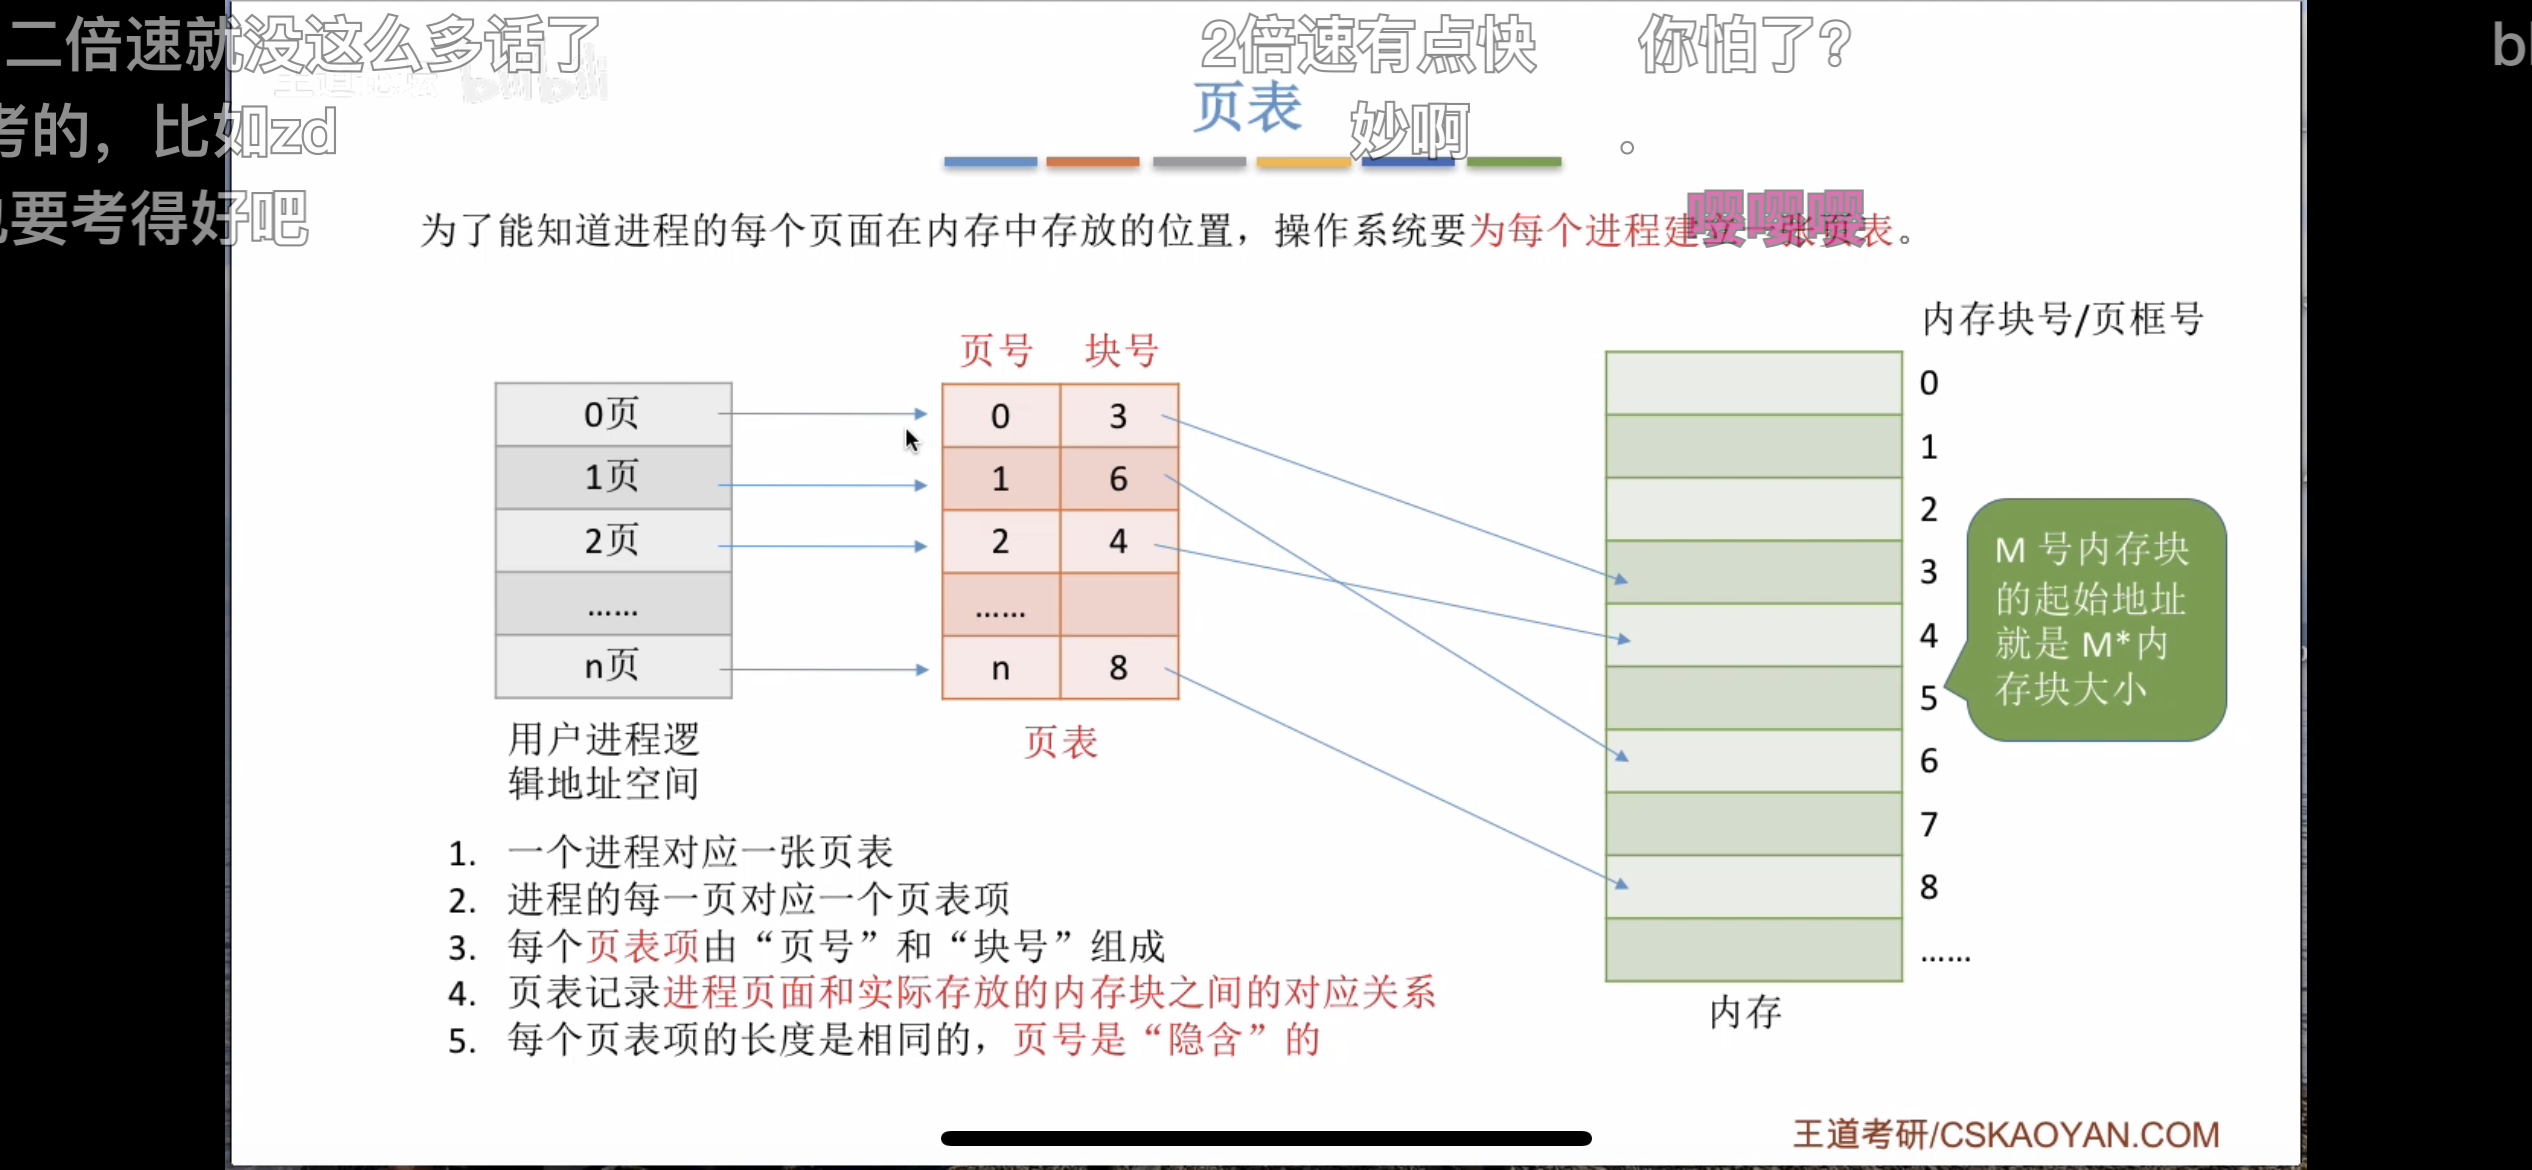 二倍速就没这么多话了
2倍速有点快
你怕了?
王道论坛 bilibili
页表
妙啊
考的，比如zd
。
要考得好吧
嘤嘤嘤
为了能知道进程的每个页面在内存中存放的位置，操作系统要为每个进程建立一张页表。
内存块号/页框号
页号 块号
0页 0 3 0
1页 1 6 1
2页 2 4 2
…… …… 3
n页 n 8 4
5
6
7
8
……
M 号内存块
的起始地址
就是 M*内
存块大小
用户进程逻
辑地址空间
页表
内存
1. 一个进程对应一张页表
2. 进程的每一页对应一个页表项
3. 每个页表项由“页号”和“块号”组成
4. 页表记录进程页面和实际存放的内存块之间的对应关系
5. 每个页表项的长度是相同的，页号是“隐含”的
王道考研/CSKAOYAN.COM